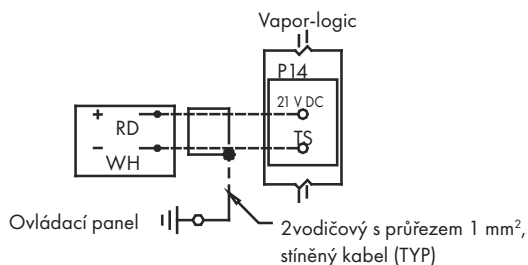 Vapor-logic
P14
21 V DC
+
RD
TS
−
WH
Ovládací panel
2vodičový s průřezem 1 mm²,
stíněný kabel (TYP)